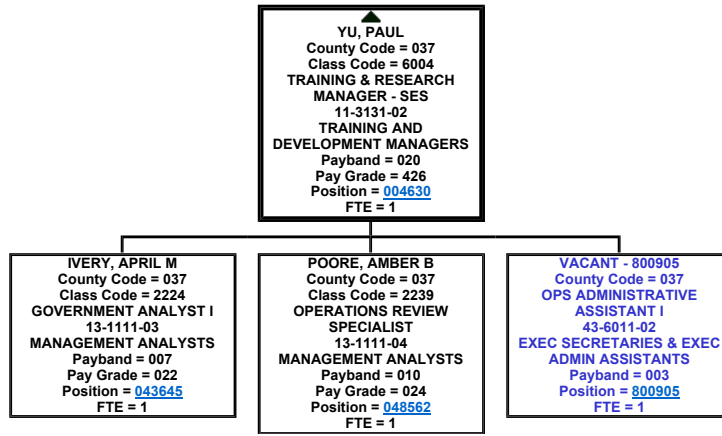 YU, PAUL
County Code = 037
Class Code = 6004
TRAINING & RESEARCH
MANAGER - SES
11-3131-02
TRAINING AND
DEVELOPMENT MANAGERS
Payband = 020
Pay Grade = 426
Position = 004630
FTE = 1
IVERY, APRIL M
County Code = 037
Class Code = 2224
GOVERNMENT ANALYST I
13-1111-03
MANAGEMENT ANALYSTS
Payband = 007
Pay Grade = 022
Position = 043645
FTE = 1
POORE, AMBER B
County Code = 037
Class Code = 2239
OPERATIONS REVIEW
SPECIALIST
13-1111-04
MANAGEMENT ANALYSTS
Payband = 010
Pay Grade = 024
Position = 048562
FTE = 1
VACANT - 800905
County Code = 037
OPS ADMINISTRATIVE
ASSISTANT I
43-6011-02
EXEC SECRETARIES & EXEC
ADMIN ASSISTANTS
Payband = 003
Position = 800905
FTE = 1